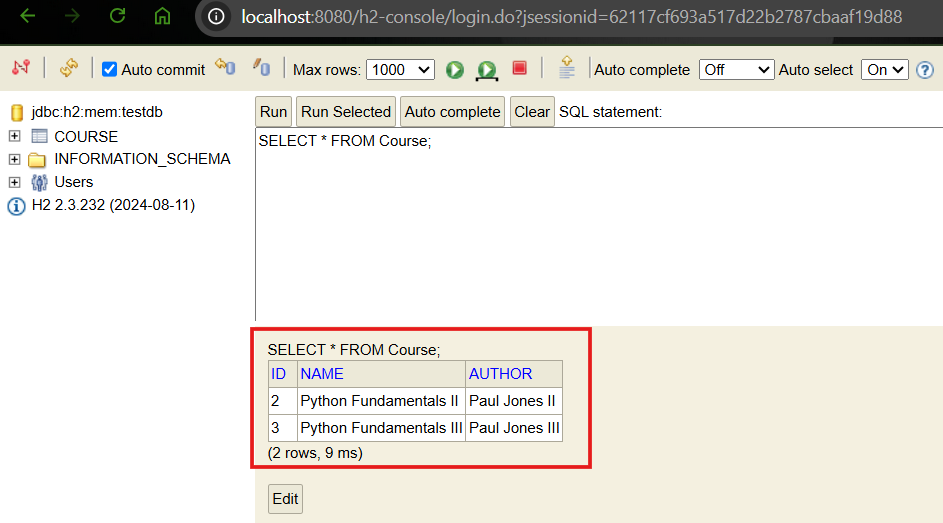 localhost:8080/h2-console/login.do?jsessionid=62117cf693a517d22b2787cbaaf19d88
Auto commit Max rows: 1000 Auto complete Off Auto select On
jdbc:h2:mem:testdb
COURSE
INFORMATION_SCHEMA
Users
H2 2.3.232 (2024-08-11)
Run Run Selected Auto complete Clear SQL statement:
SELECT * FROM Course;
SELECT * FROM Course;
ID NAME AUTHOR
2 Python Fundamentals II Paul Jones II
3 Python Fundamentals III Paul Jones III
(2 rows, 9 ms)
Edit